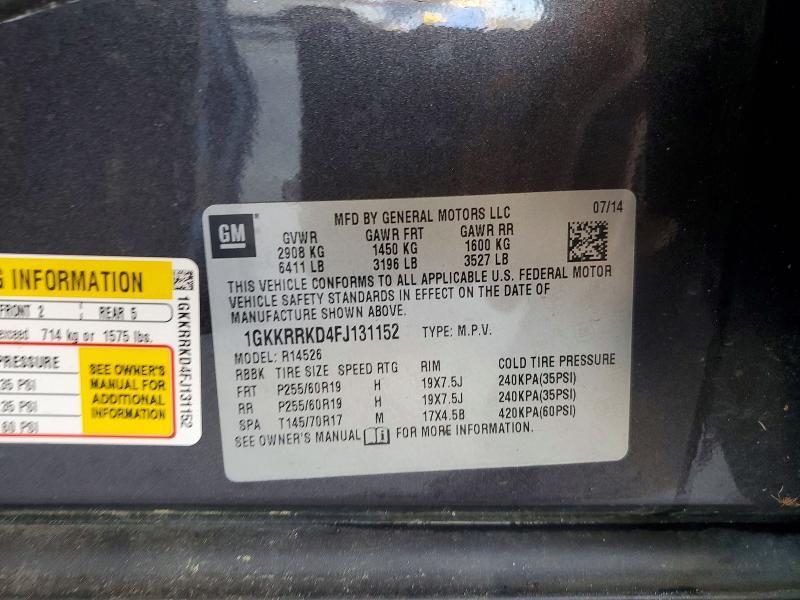 GM
MFD BY GENERAL MOTORS LLC 07/14
GVWR GAWR FRT GAWR RR
2908 KG 1450 KG 1600 KG
6411 LB 3196 LB 3527 LB
THIS VEHICLE CONFORMS TO ALL APPLICABLE U.S. FEDERAL MOTOR
VEHICLE SAFETY STANDARDS IN EFFECT ON THE DATE OF
MANUFACTURE SHOWN ABOVE.
1GKKRRKD4FJ131152 TYPE: M.P.V.
MODEL: R14526
RBBK TIRE SIZE SPEED RTG RIM COLD TIRE PRESSURE
FRT P255/60R19 H 19X7.5J 240KPA(35PSI)
RR P255/60R19 H 19X7.5J 240KPA(35PSI)
SPA T145/70R17 M 17X4.5B 420KPA(60PSI)
SEE OWNER'S MANUAL FOR MORE INFORMATION.
G INFORMATION
FRONT 2 REAR 5
exceed 714 kg or 1575 lbs.
PRESSURE
35 PSI
35 PSI
60 PSI
SEE OWNER'S
MANUAL FOR
ADDITIONAL
INFORMATION
1GKKRRKD4FJ131152